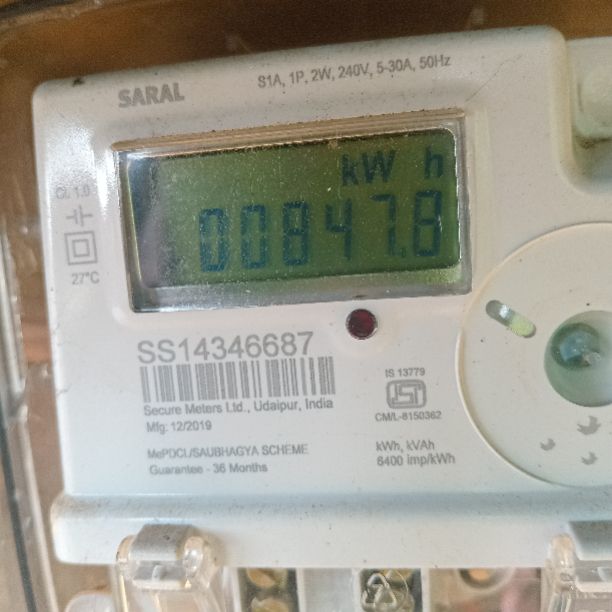 SARAL
S1A, 1P, 2W, 240V, 5-30A, 50Hz
kW h
00847.8
CL 1.0
27°C
SS14346687
Secure Meters Ltd., Udaipur, India
Mfg: 12/2019
MePDCL/SAUBHAGYA SCHEME
Guarantee - 36 Months
IS 13779
ISI
CM/L-8150362
kWh, kVAh
6400 imp/kWh